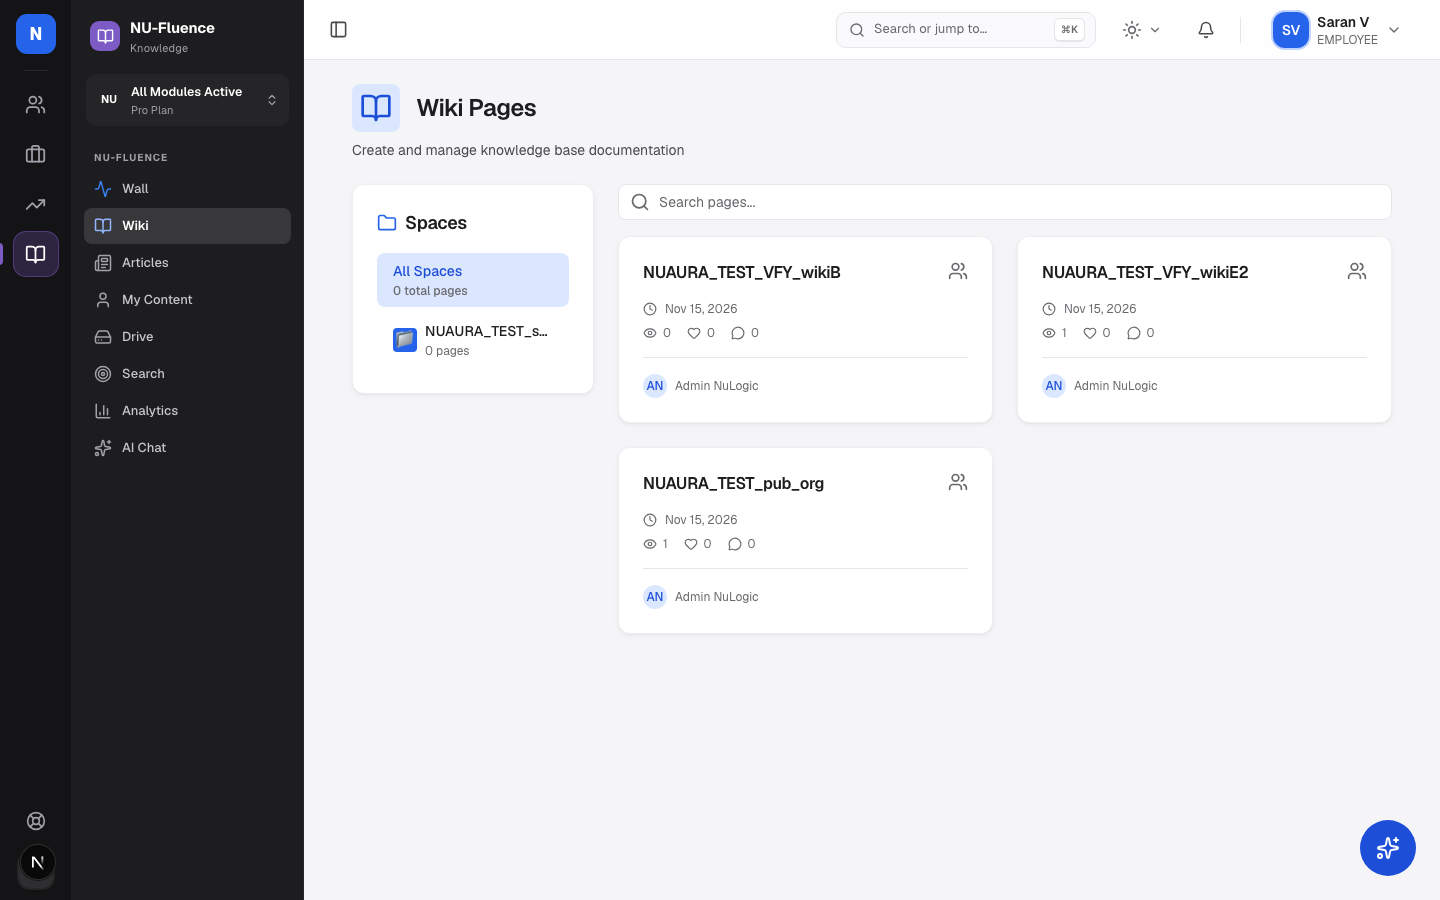 N
NU-Fluence
Knowledge
NU
All Modules Active
Pro Plan
NU-FLUENCE
Wall
Wiki
Articles
My Content
Drive
Search
Analytics
AI Chat
N
Search or jump to...
⌘K
SV
Saran V
EMPLOYEE
Wiki Pages
Create and manage knowledge base documentation
Spaces
All Spaces
0 total pages
NUAURA_TEST_s...
0 pages
Search pages...
NUAURA_TEST_VFY_wikiB
Nov 15, 2026
0 0 0
AN Admin NuLogic
NUAURA_TEST_VFY_wikiE2
Nov 15, 2026
1 0 0
AN Admin NuLogic
NUAURA_TEST_pub_org
Nov 15, 2026
1 0 0
AN Admin NuLogic